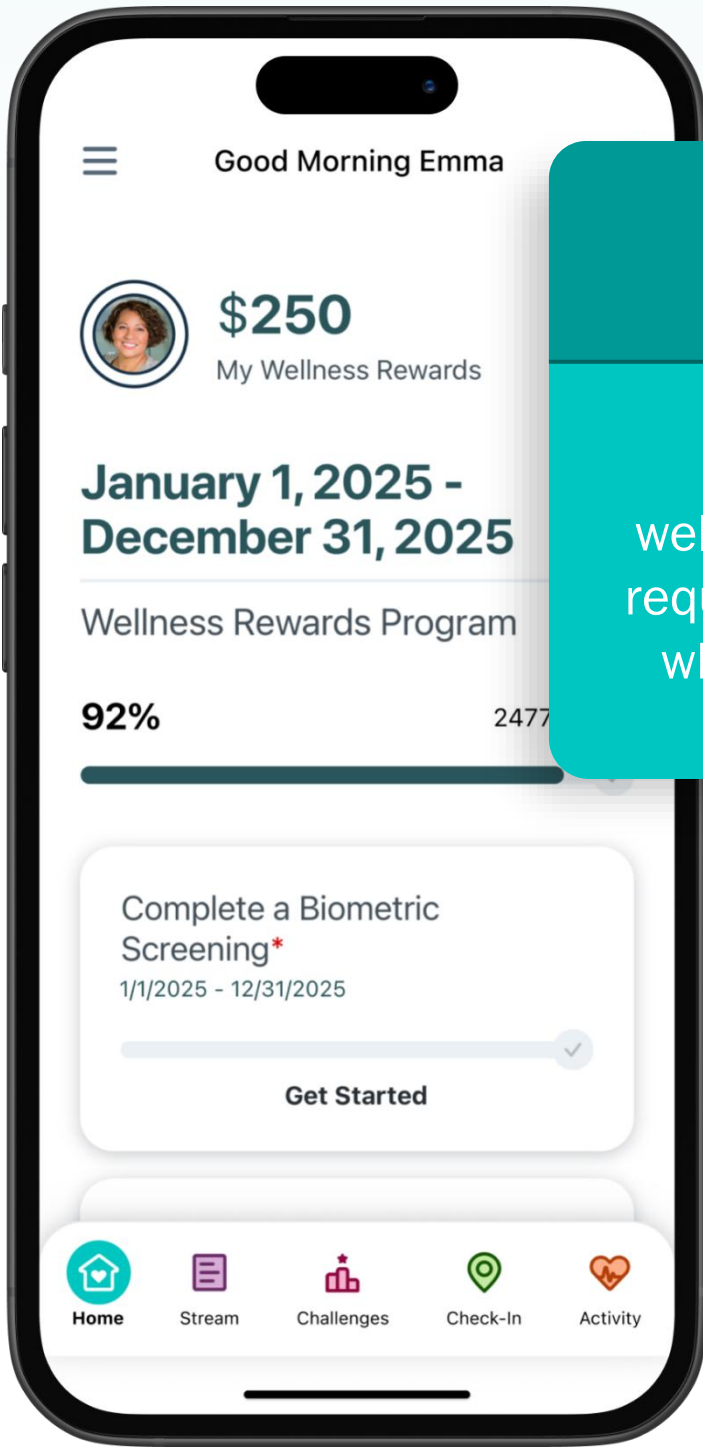 Good Morning Emma
$250
My Wellness Rewards
January 1, 2025 -
December 31, 2025
Wellness Rewards Program
92%
2477
Complete a Biometric
Screening*
1/1/2025 - 12/31/2025
Get Started
Home
Stream
Challenges
Check-In
Activity